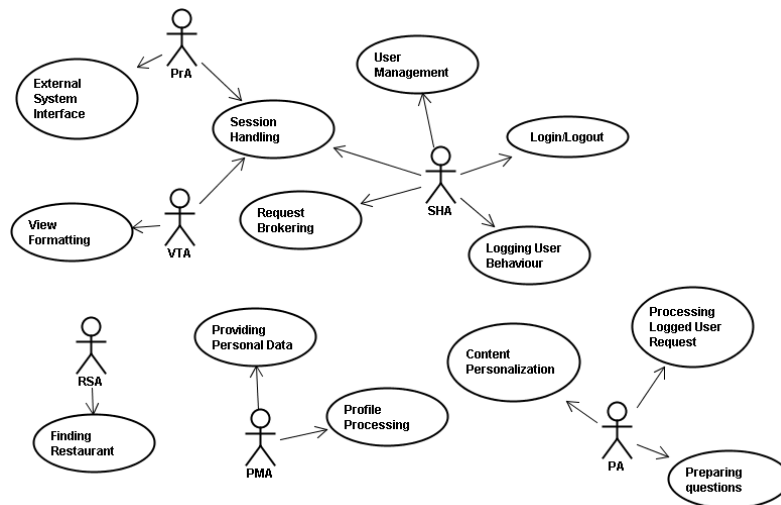 PrA
External
System
Interface
Session
Handling
User
Management
Login/Logout
SHA
View
Formatting
VTA
Request
Brokering
Logging User
Behaviour
RSA
Finding
Restaurant
Providing
Personal Data
PMA
Profile
Processing
Content
Personalization
Processing
Logged User
Request
PA
Preparing
questions